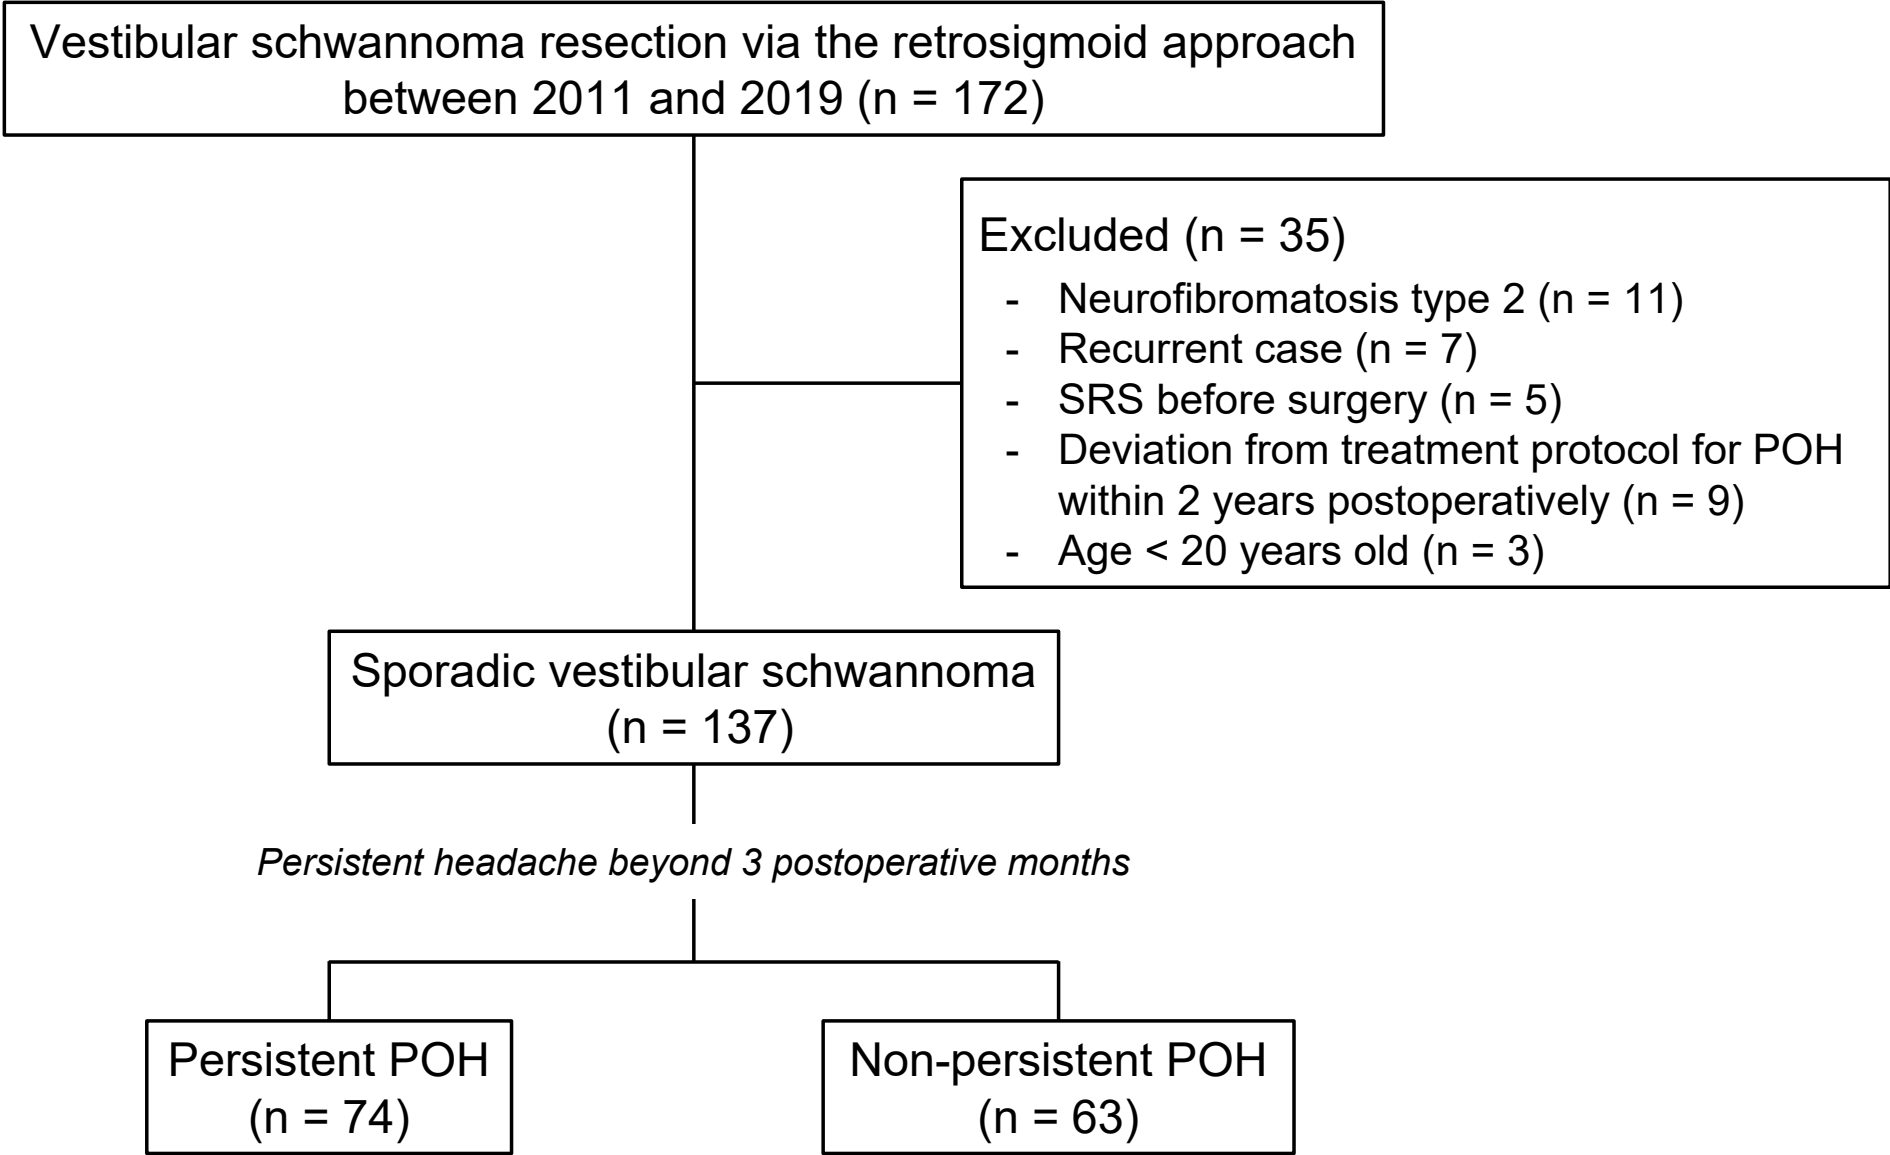 Vestibular schwannoma resection via the retrosigmoid approach
between 2011 and 2019 (n = 172)
Excluded (n = 35)
- Neurofibromatosis type 2 (n = 11)
- Recurrent case (n = 7)
- SRS before surgery (n = 5)
- Deviation from treatment protocol for POH
within 2 years postoperatively (n = 9)
- Age < 20 years old (n = 3)
Sporadic vestibular schwannoma
(n = 137)
Persistent headache beyond 3 postoperative months
Persistent POH
(n = 74)
Non-persistent POH
(n = 63)